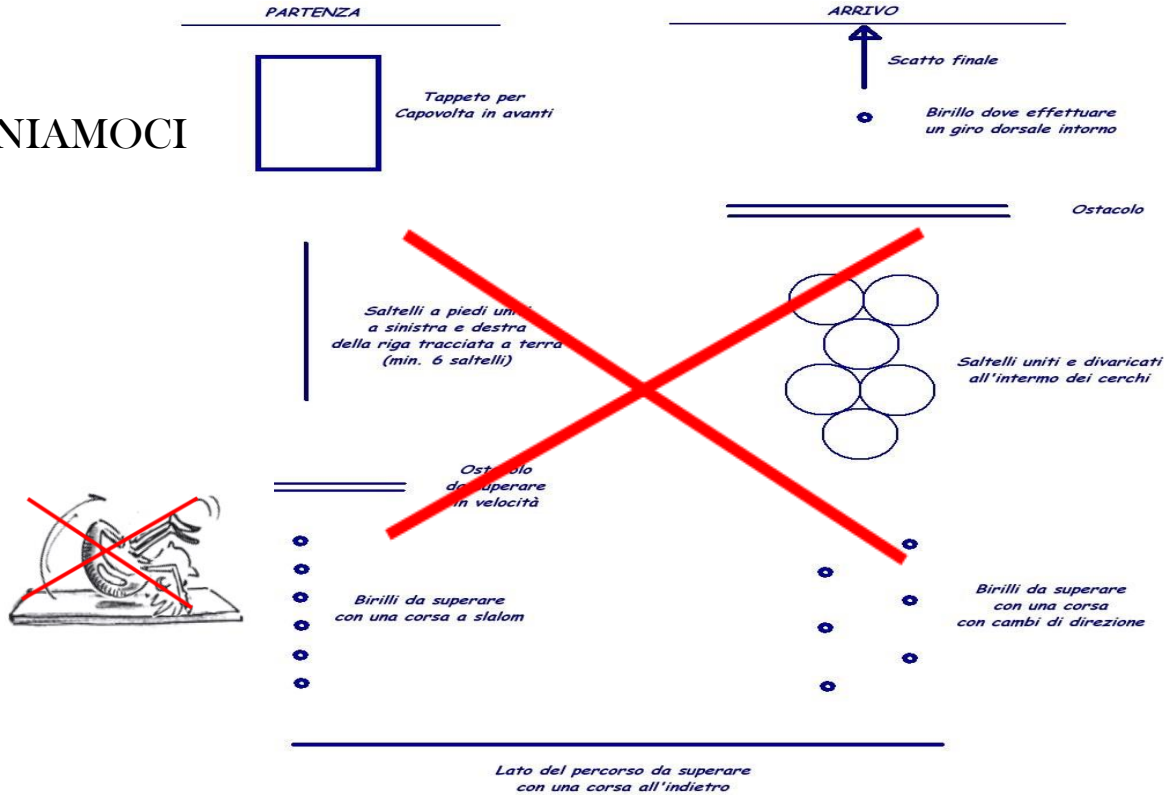 PARTENZA
ARRIVO
Scatto finale
Tappeto per
Capovolta in avanti
NIAMOCI
Birillo dove effettuare
un giro dorsale intorno
Ostacolo
Saltelli a piedi uniti
a sinistra e destra
della riga tracciata a terra
(min. 6 saltelli)
Saltelli uniti e divaricati
all'intermo dei cerchi
Ostacolo
da superare
in velocità
Birilli da superare
con una corsa a slalom
Birilli da superare
con una corsa
con cambi di direzione
Lato del percorso da superare
con una corsa all'indietro